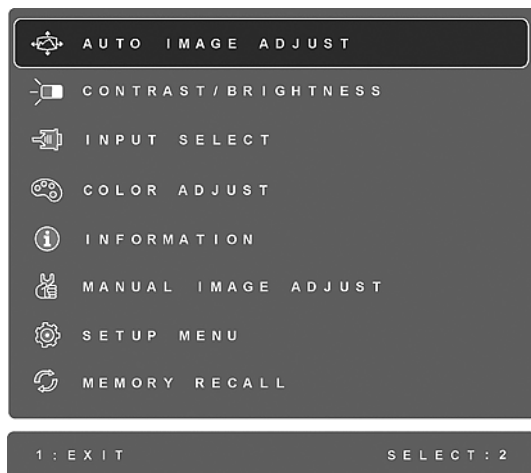 AUTO IMAGE ADJUST
CONTRAST/BRIGHTNESS
INPUT SELECT
COLOR ADJUST
INFORMATION
MANUAL IMAGE ADJUST
SETUP MENU
MEMORY RECALL
1:EXIT SELECT:2